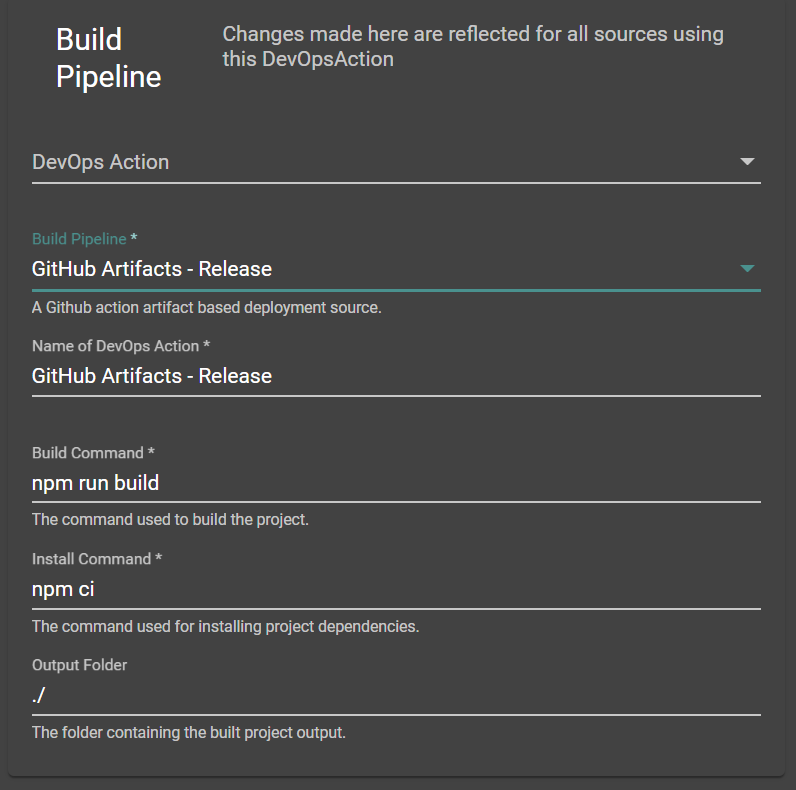 Build
Pipeline
Changes made here are reflected for all sources using
this DevOpsAction
DevOps Action
Build Pipeline *
GitHub Artifacts - Release
A Github action artifact based deployment source.
Name of DevOps Action *
GitHub Artifacts - Release
Build Command *
npm run build
The command used to build the project.
Install Command *
npm ci
The command used for installing project dependencies.
Output Folder
./
The folder containing the built project output.